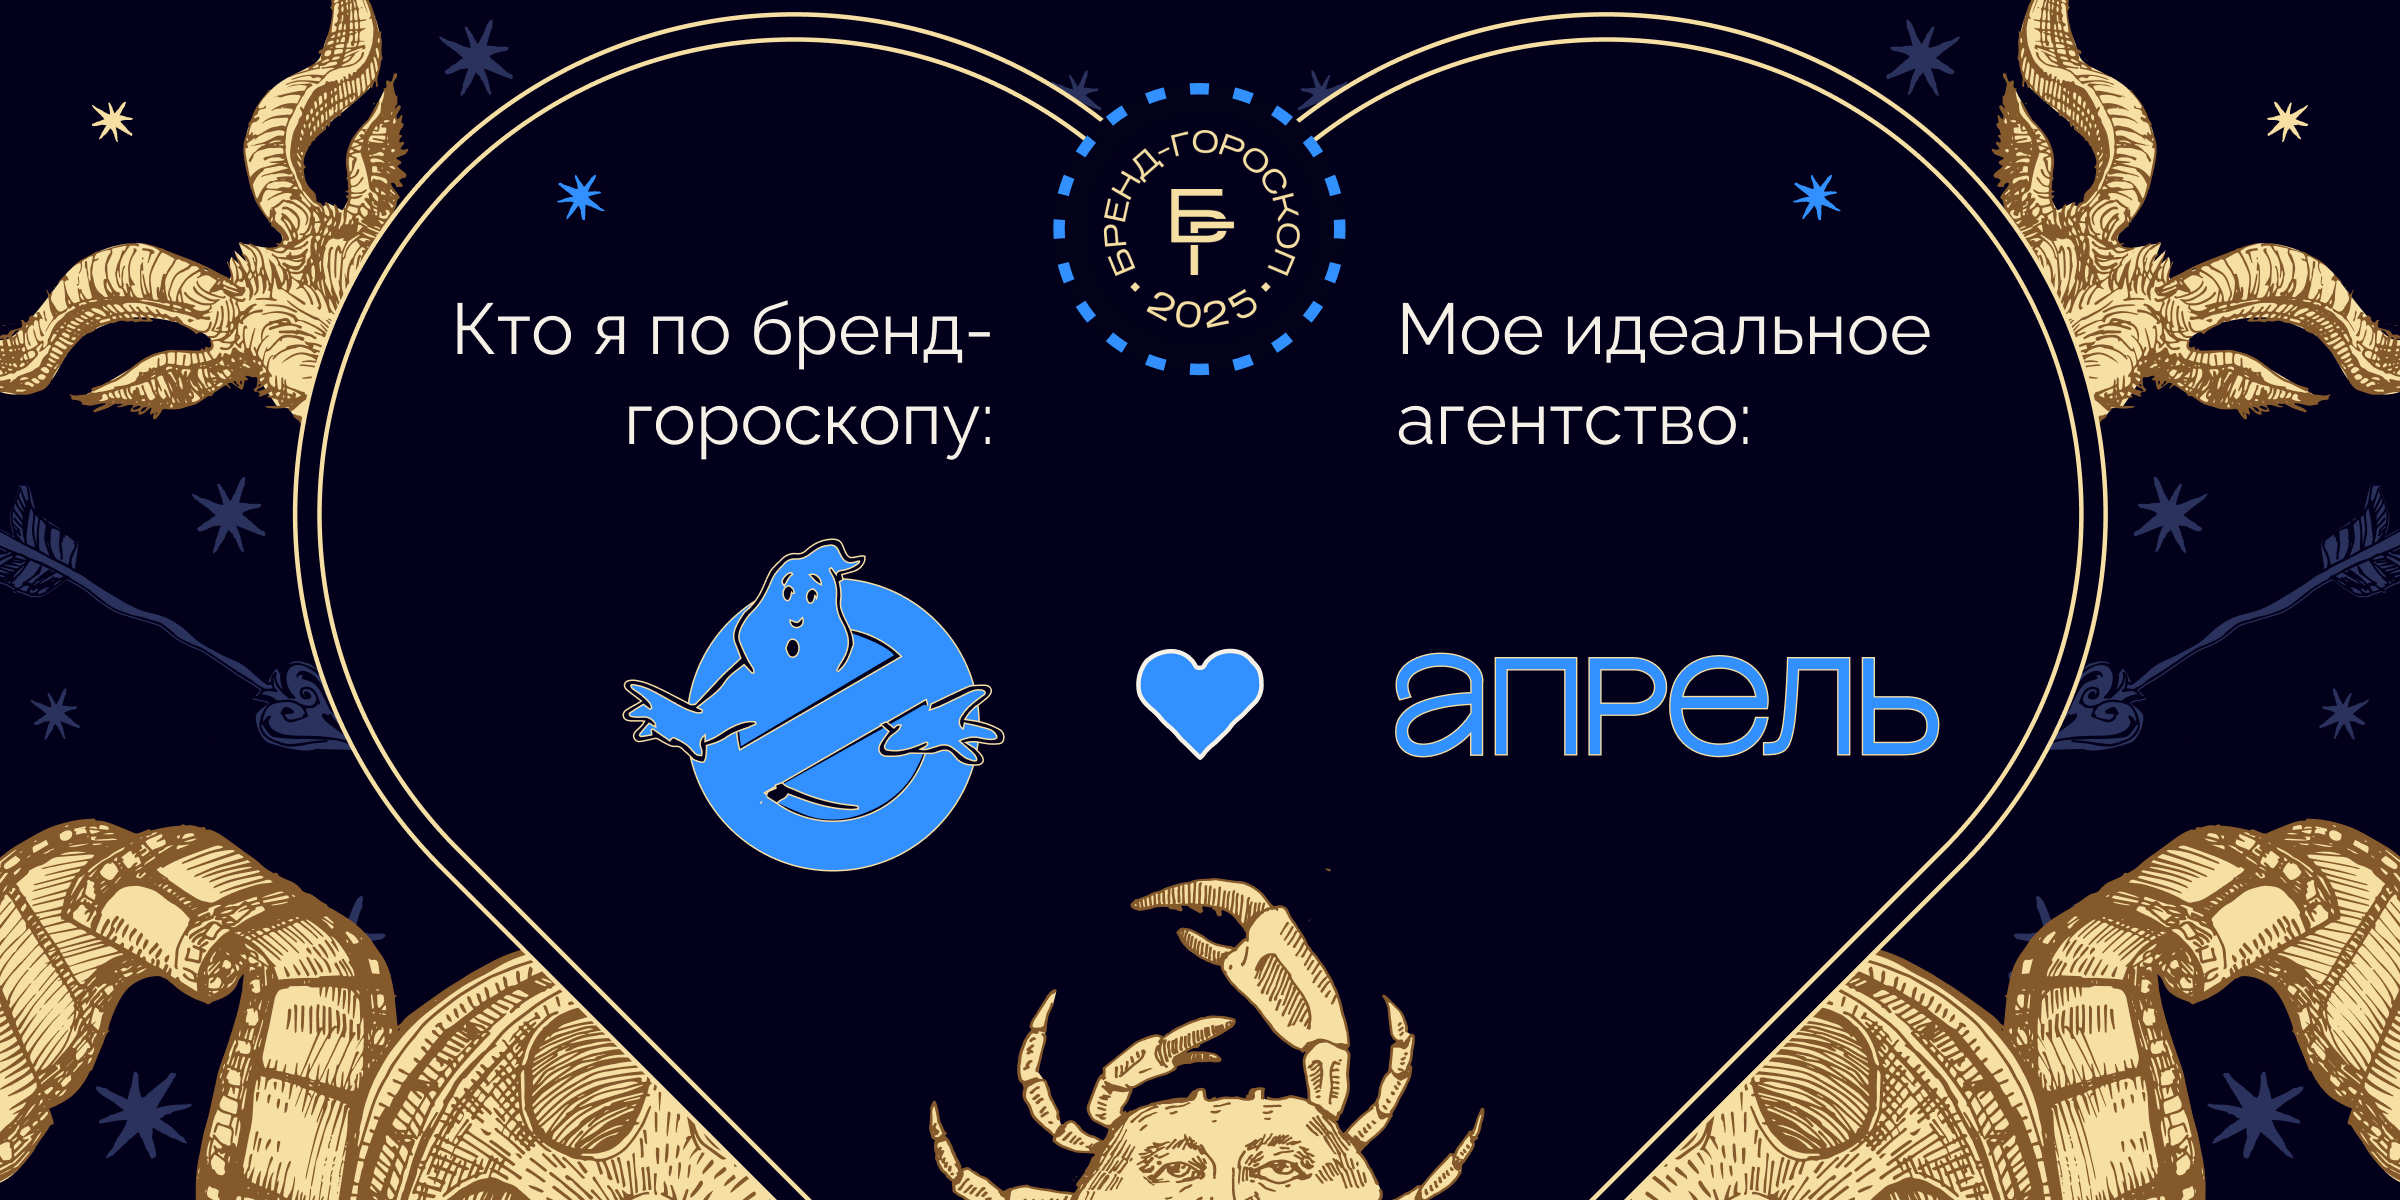 БРЕНД-ГОРОСКОП
БГ
• 2025 •
Кто я по бренд-
гороскопу:
Мое идеальное
агентство:
апрель